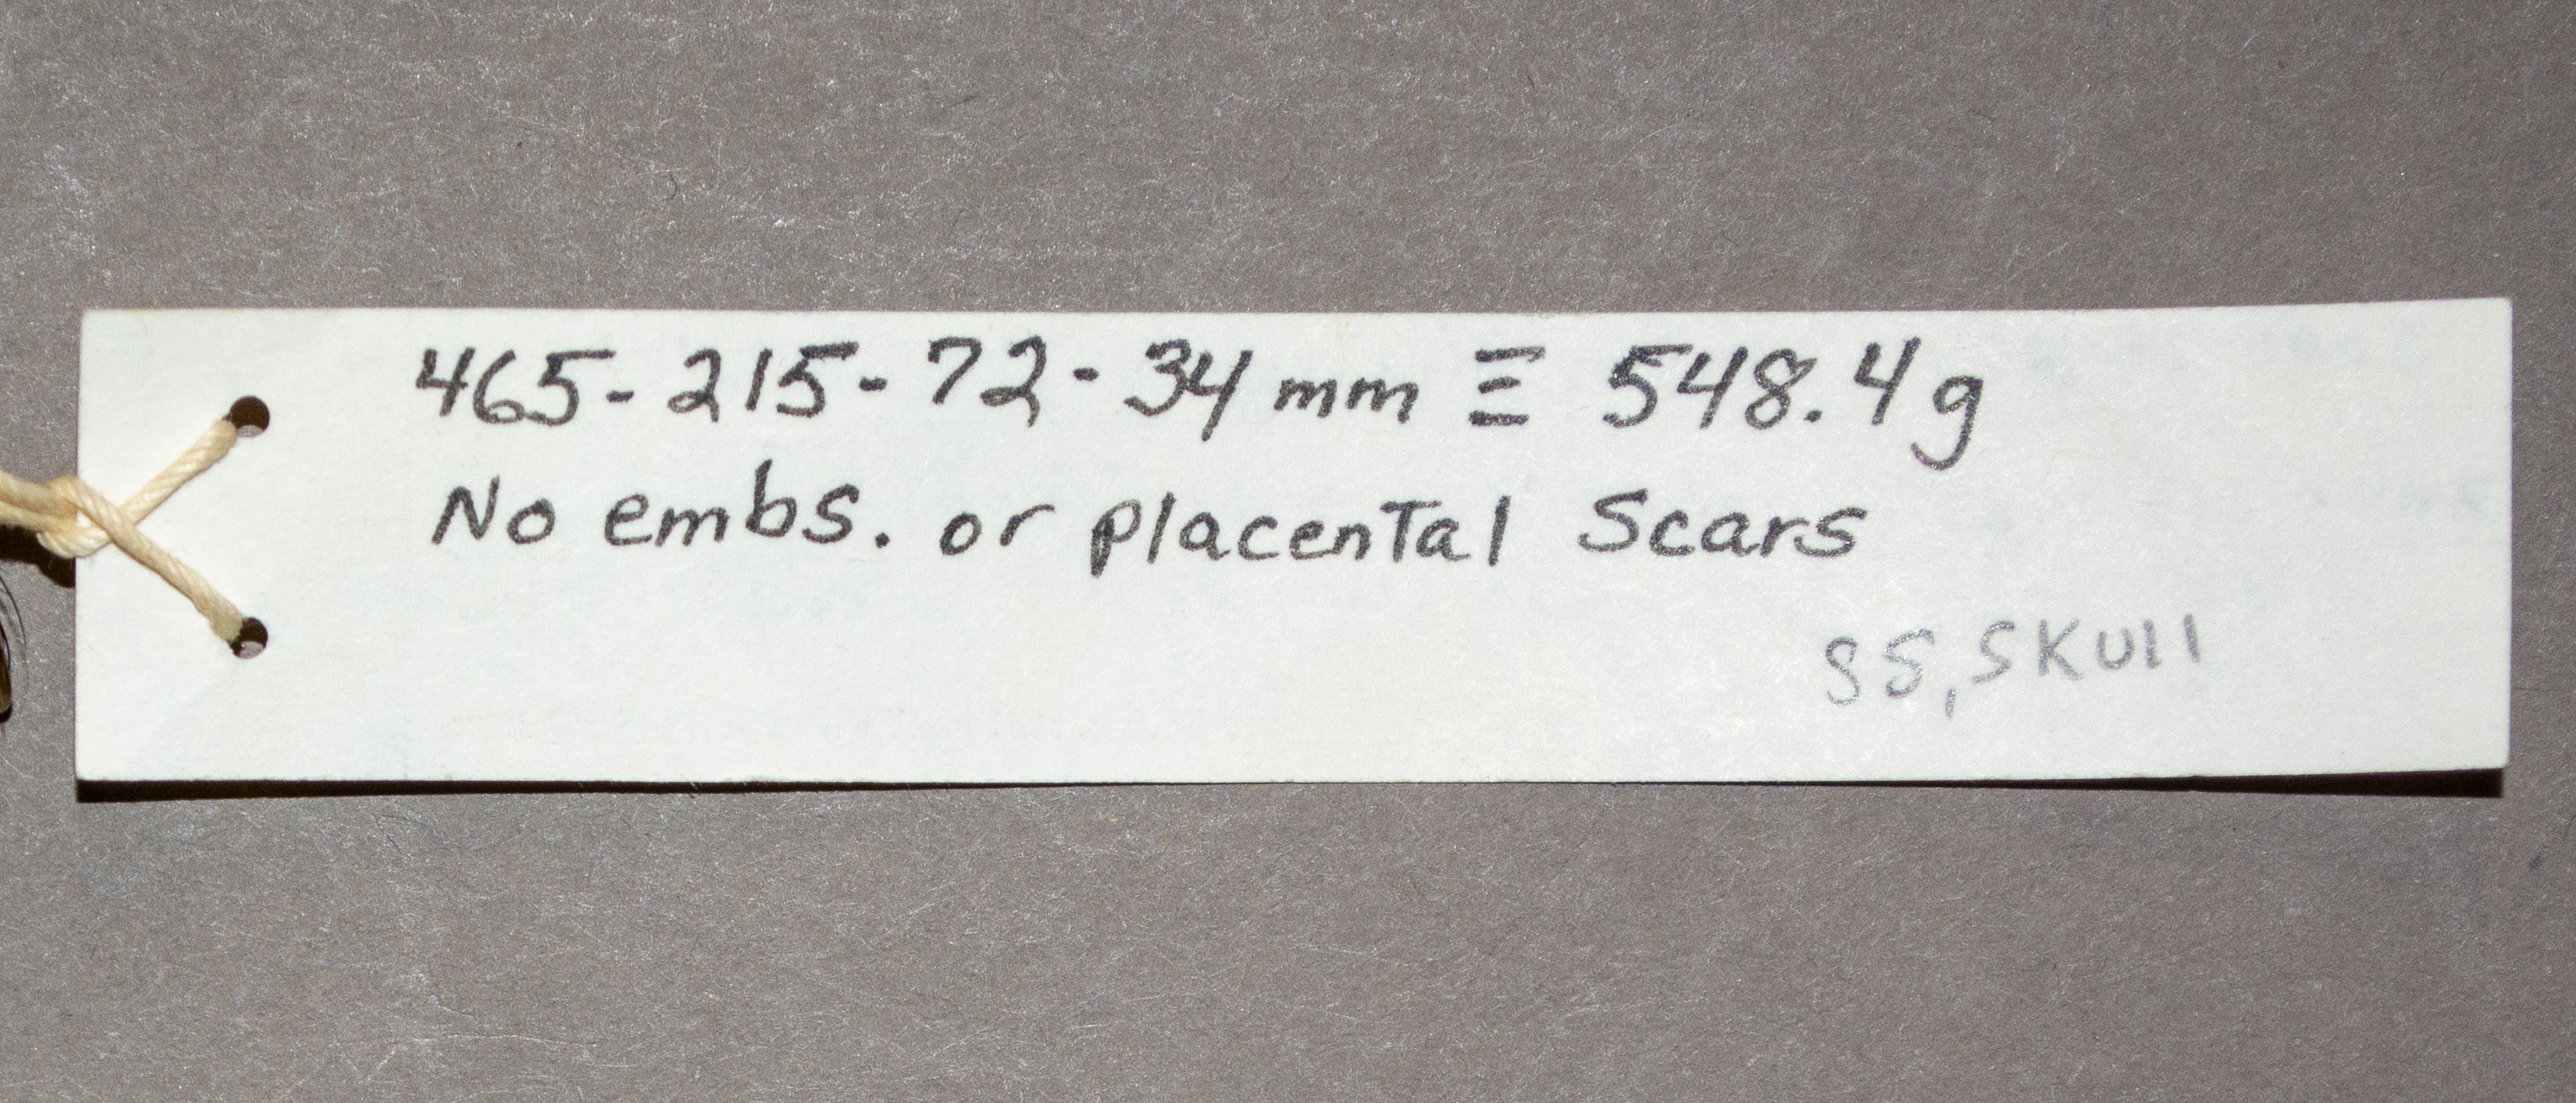 465-215-72-34 mm ≡ 548.4g
No embs. or placental scars
SS, SKUll